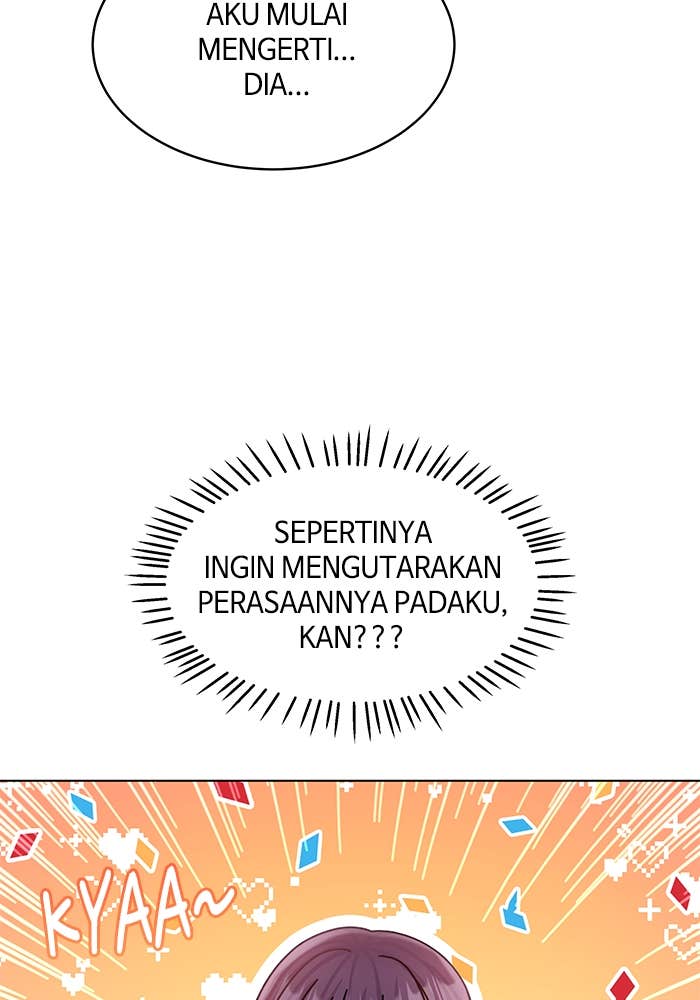 AKU MULAI
MENGERTI...
DIA...
SEPERTINYA
INGIN MENGUTARAKAN
PERASAANNYA PADAKU,
KAN???
KYAA~